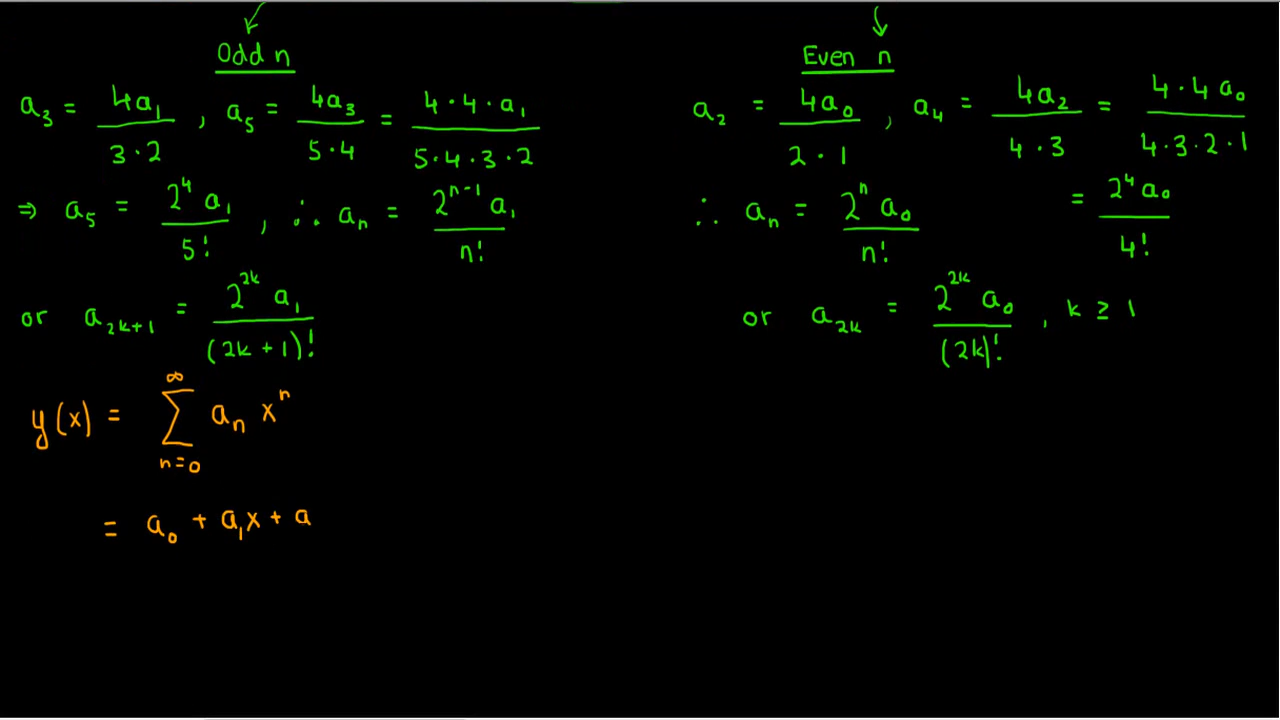 Odd n
a₃ = 4a₁ / 3·2 , a₅ = 4a₃ / 5·4 = 4·4·a₁ / 5·4·3·2
⇒ a₅ = 2⁴ a₁ / 5! , ∴ aₙ = 2ⁿ⁻¹ a₁ / n!
or a₂ₖ₊₁ = 2²ᵏ a₁ / (2k+1)!
Even n
a₂ = 4a₀ / 2·1 , a₄ = 4a₂ / 4·3 = 4·4a₀ / 4·3·2·1
∴ aₙ = 2ⁿ a₀ / n! = 2⁴ a₀ / 4!
or a₂ₖ = 2²ᵏ a₀ / (2k)! , k ≥ 1
y(x) = ∑_{n=0}^{∞} aₙ xⁿ
= a₀ + a₁x + a